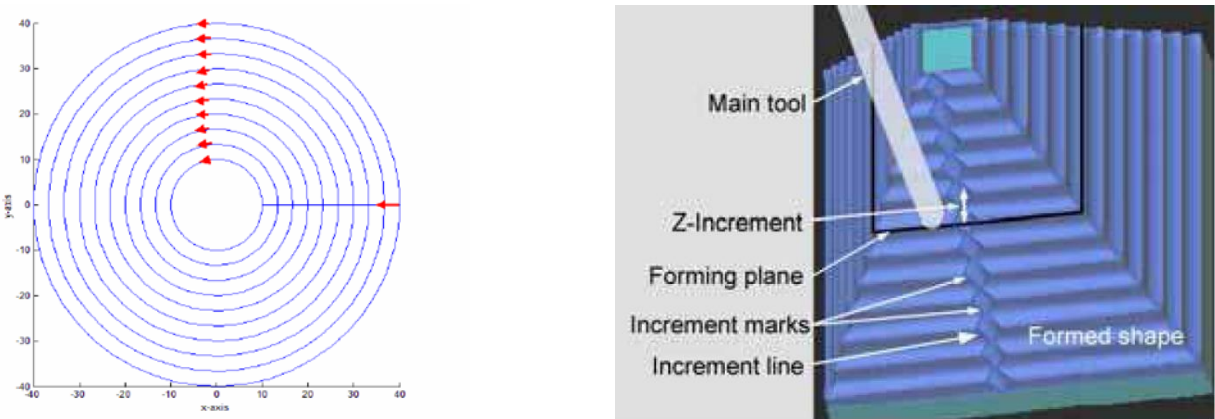 40
30
20
10
0
-10
-20
-30
-40
y-axis
-40
-30
-20
-10
0
10
20
30
40
x-axis
Main tool
Z-Increment
Forming plane
Increment marks
Increment line
Formed shape